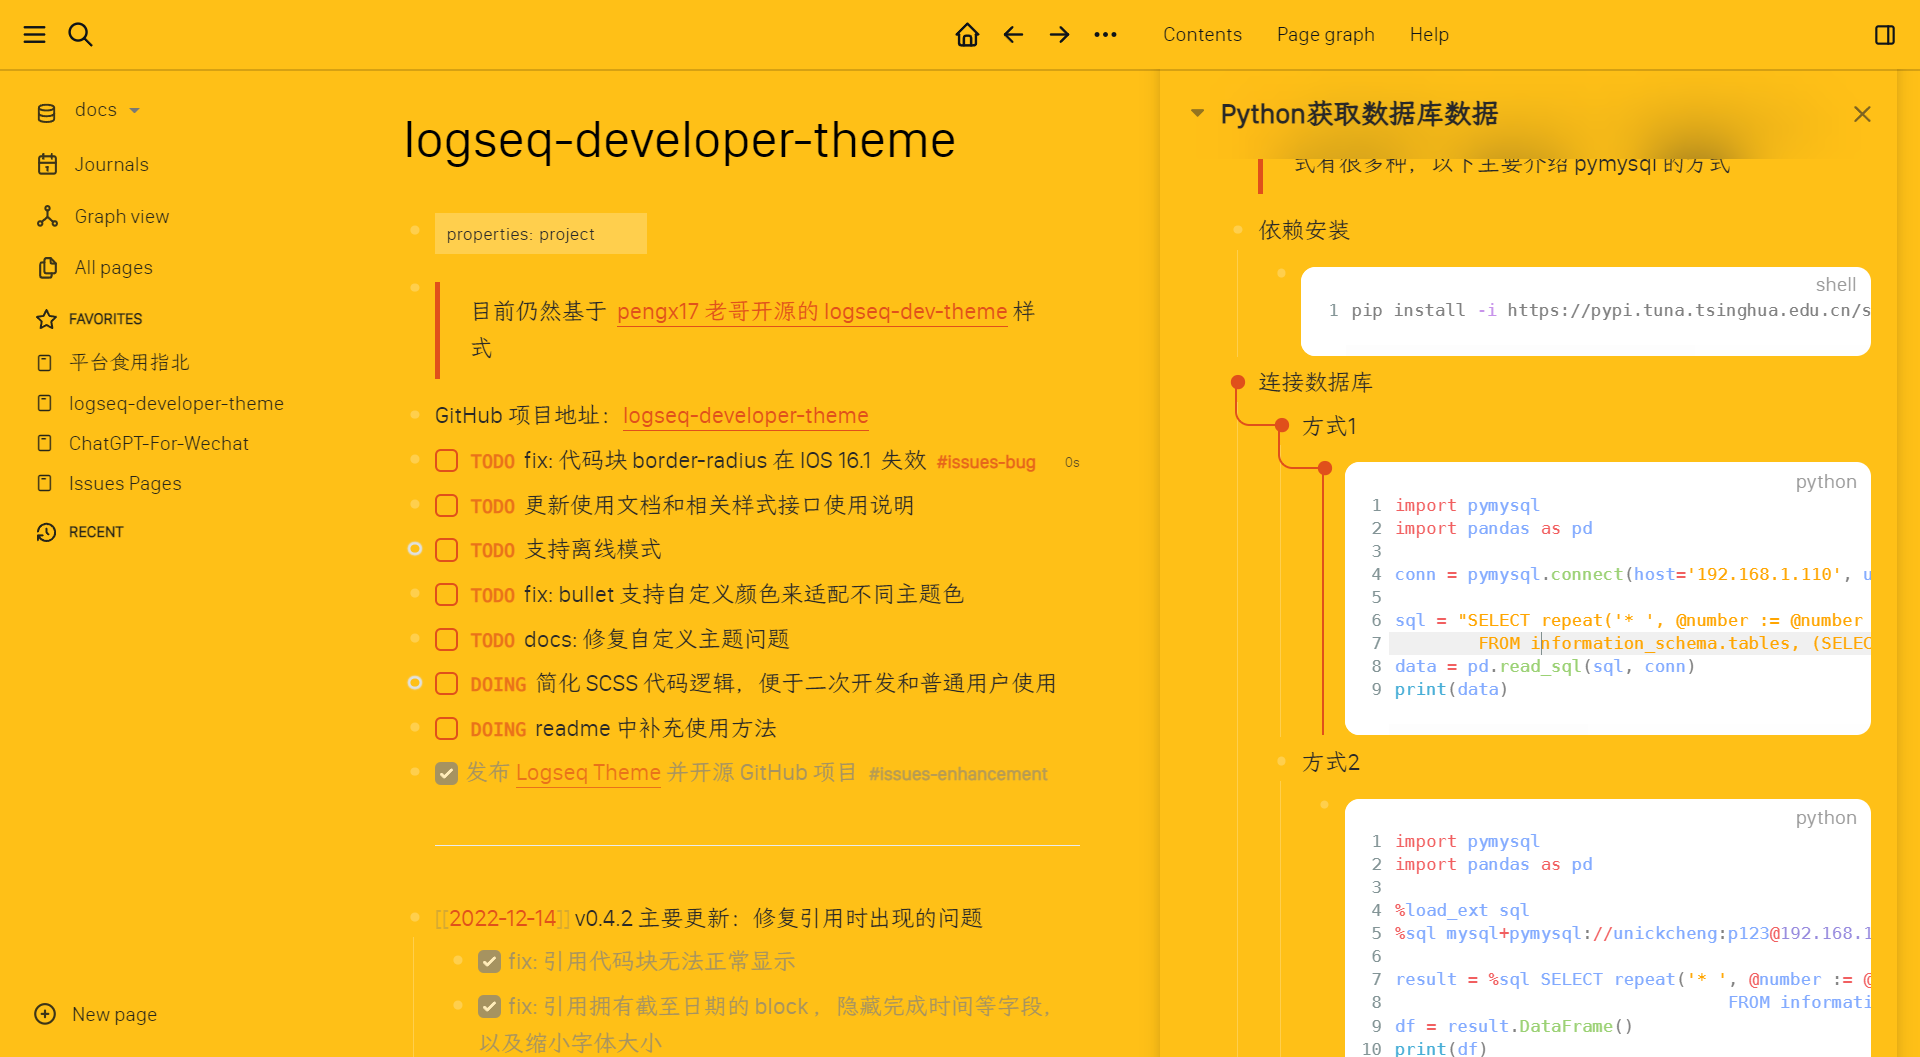 Contents
Page graph
Help
docs
Journals
Graph view
All pages
FAVORITES
平台食用指北
logseq-developer-theme
ChatGPT-For-Wechat
Issues Pages
RECENT
New page
logseq-developer-theme
properties: project
目前仍然基于 pengx17 老哥开源的 logseq-dev-theme 样
式
GitHub 项目地址： logseq-developer-theme
TODO fix: 代码块 border-radius 在 IOS 16.1 失效 #issues-bug 0s
TODO 更新使用文档和相关样式接口使用说明
TODO 支持离线模式
TODO fix: bullet 支持自定义颜色来适配不同主题色
TODO docs: 修复自定义主题问题
DOING 简化 SCSS 代码逻辑，便于二次开发和普通用户使用
DOING readme 中补充使用方法
发布 Logseq Theme 并开源 GitHub 项目 #issues-enhancement
[[2022-12-14]] v0.4.2 主要更新：修复引用时出现的问题
fix: 引用代码块无法正常显示
fix: 引用拥有截至日期的 block ，隐藏完成时间等字段，
以及缩小字体大小
Python获取数据库数据
式有很多种，以下主要介绍 pymysql 的方式
依赖安装
shell
1 pip install -i https://pypi.tuna.tsinghua.edu.cn/s
连接数据库
方式1
python
1 import pymysql
2 import pandas as pd
3
4 conn = pymysql.connect(host='192.168.1.110', u
5
6 sql = "SELECT repeat('* ', @number := @number
7 FROM information_schema.tables, (SELEC
8 data = pd.read_sql(sql, conn)
9 print(data)
方式2
python
1 import pymysql
2 import pandas as pd
3
4 %load_ext sql
5 %sql mysql+pymysql://unickcheng:p123@192.168.1
6
7 result = %sql SELECT repeat('* ', @number := @
8 FROM informati
9 df = result.DataFrame()
10 print(df)